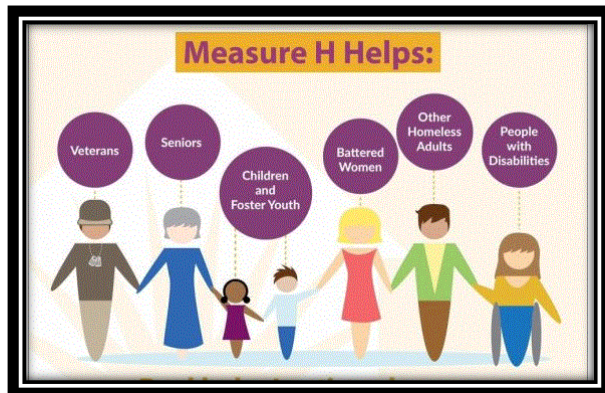 Measure H Helps:
Veterans
Seniors
Children
and
Foster Youth
Battered
Women
Other
Homeless
Adults
People
with
Disabilities